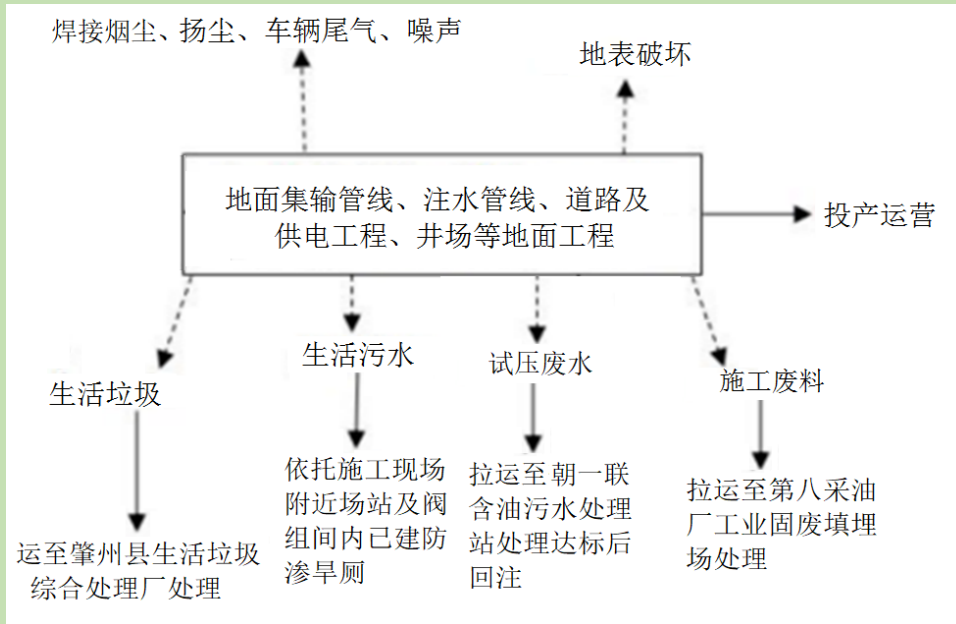 焊接烟尘、扬尘、车辆尾气、噪声
地表破坏
地面集输管线、注水管线、道路及
供电工程、井场等地面工程
投产运营
生活垃圾
生活污水
试压废水
施工废料
运至肇州县生活垃圾
综合处理厂处理
依托施工现场
附近场站及阀
组间内已建防
渗旱厕
拉运至朝一联
含油污水处理
站处理达标后
回注
拉运至第八采油
厂工业固废填埋
场处理